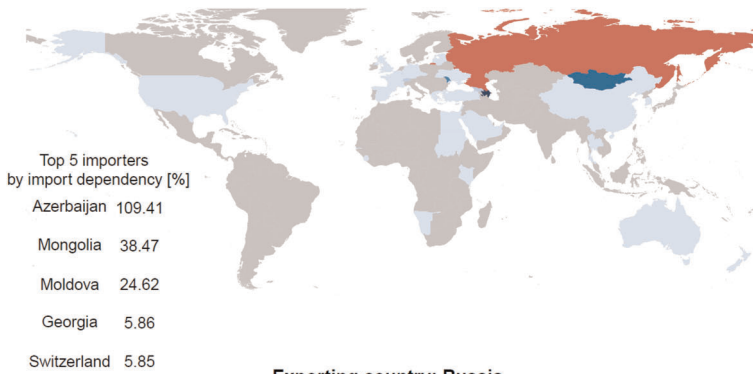 Top 5 importers
by import dependency [%]
Azerbaijan 109.41
Mongolia 38.47
Moldova 24.62
Georgia 5.86
Switzerland 5.85
Exporting country: Russia